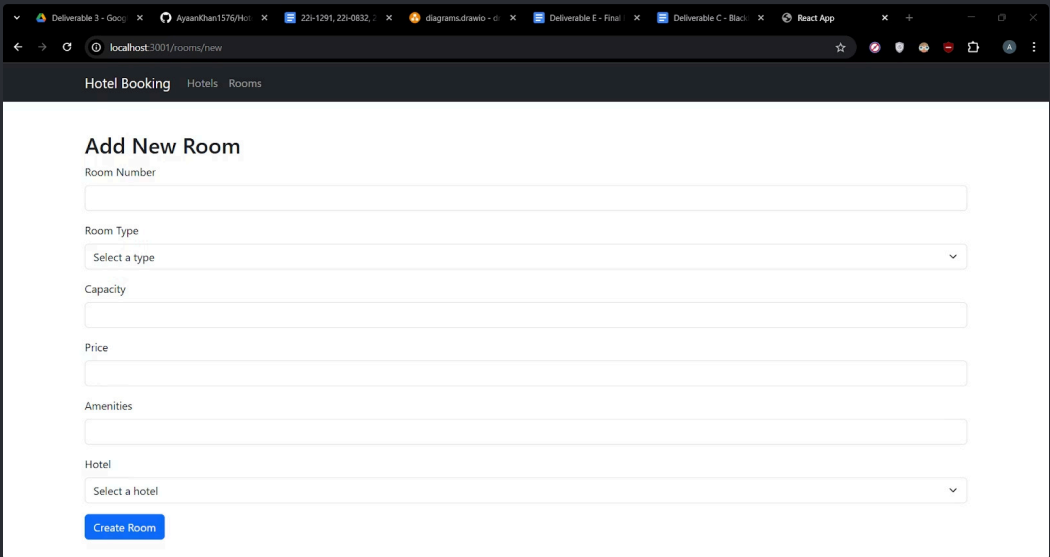 Deliverable 3 - Goog
AyaanKhan1576/Hot
22i-1291, 22i-0832, 2
diagrams.drawio - dr
Deliverable E - Final
Deliverable C - Black
React App
localhost:3001/rooms/new
A
Hotel Booking Hotels Rooms
Add New Room
Room Number
Room Type
Select a type
Capacity
Price
Amenities
Hotel
Select a hotel
Create Room